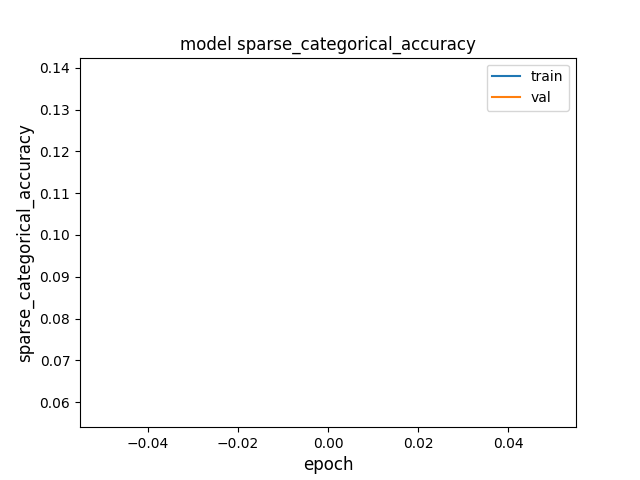 model sparse_categorical_accuracy
train
val
0.14
0.13
0.12
0.11
0.10
0.09
0.08
0.07
0.06
sparse_categorical_accuracy
−0.04
−0.02
0.00
0.02
0.04
epoch